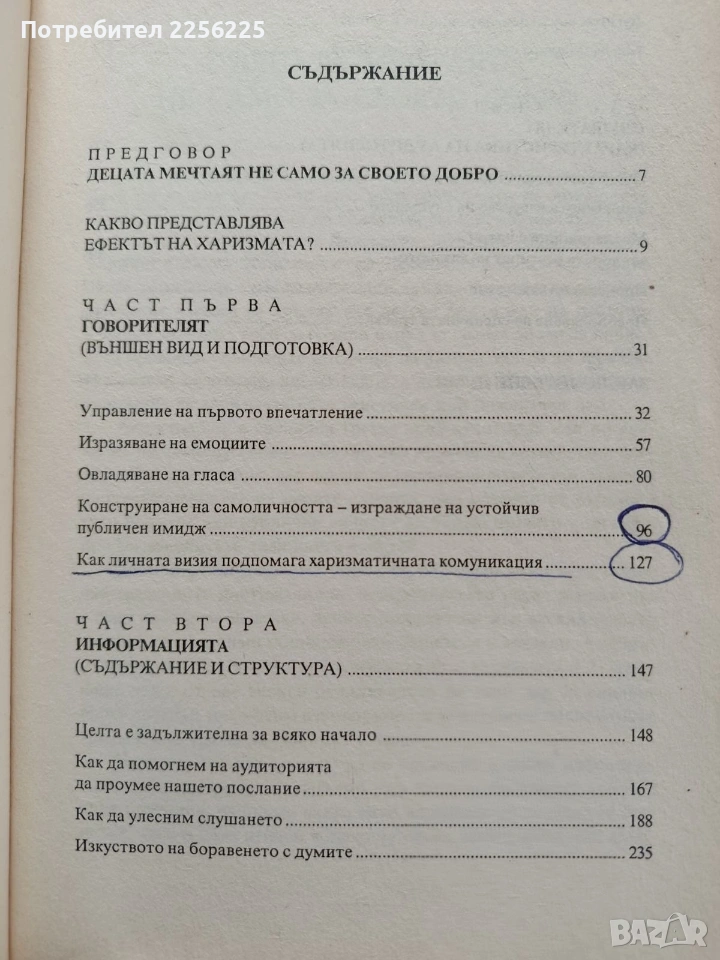 Потребител 2256225
СЪДЪРЖАНИЕ
ПРЕДГОВОР
ДЕЦАТА МЕЧТАЯТ НЕ САМО ЗА СВОЕТО ДОБРО ........................ 7
КАКВО ПРЕДСТАВЛЯВА
ЕФЕКТЪТ НА ХАРИЗМАТА? ........................ 9
ЧАСТ ПЪРВА
ГОВОРИТЕЛЯТ
(ВЪНШЕН ВИД И ПОДГОТОВКА) ........................ 31
Управление на първото впечатление ........................ 32
Изразяване на емоциите ........................ 57
Овладяване на гласа ........................ 80
Конструиране на самоличността – изграждане на устойчив
публичен имидж ........................ 96
Как личната визия подпомага харизматичната комуникация ........................ 127
ЧАСТ ВТОРА
ИНФОРМАЦИЯТА
(СЪДЪРЖАНИЕ И СТРУКТУРА) ........................ 147
Целта е задължителна за всяко начало ........................ 148
Как да помогнем на аудиторията
да проумее нашето послание ........................ 167
Как да улесним слушането ........................ 188
Изкуството на боравенето с думите ........................ 235
BAZAR